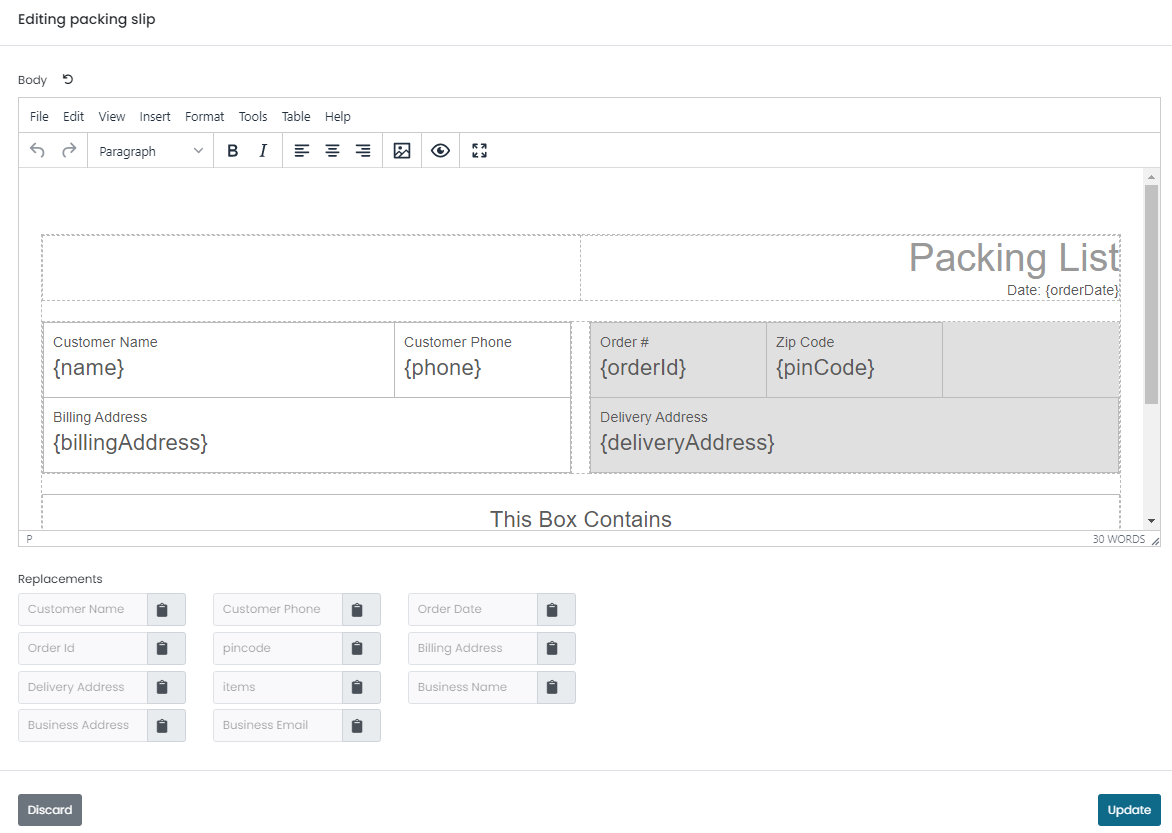 Editing packing slip
Body
File Edit View Insert Format Tools Table Help
Paragraph B I
Packing List
Date: {orderDate}
Customer Name Customer Phone Order # Zip Code
{name} {phone} {orderId} {pinCode}
Billing Address Delivery Address
{billingAddress} {deliveryAddress}
This Box Contains
P 30 WORDS
Replacements
Customer Name Customer Phone Order Date
Order Id pincode Billing Address
Delivery Address items Business Name
Business Address Business Email
Discard Update